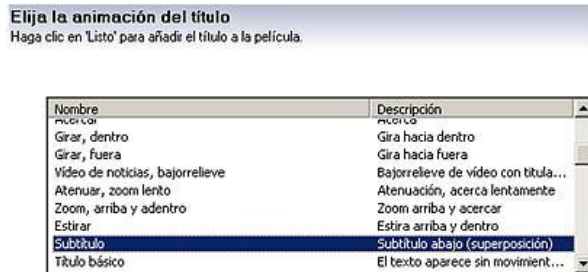 Elija la animación del título
Haga clic en 'Listo' para añadir el título a la película.
Nombre Descripción
Acercar Acerca
Girar, dentro Gira hacia dentro
Girar, fuera Gira hacia fuera
Vídeo de noticias, bajorrelieve Bajorrelieve de vídeo con titula...
Atenuar, zoom lento Atenuación, acerca lentamente
Zoom, arriba y adentro Zoom arriba y acercar
Estirar Estira arriba y dentro
Subtítulo Subtítulo abajo (superposición)
Título básico El texto aparece sin movimient...